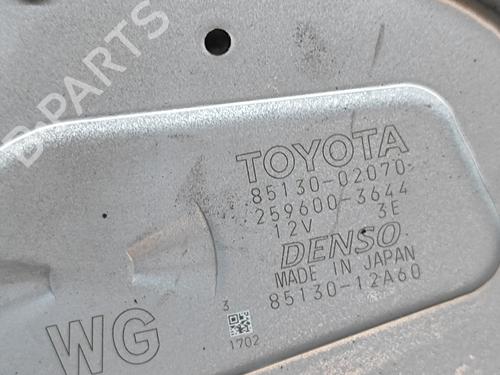 B-PARTS
TOYOTA
85130-02070
259600-3644
12V 3E
DENSO
MADE IN JAPAN
85130-12A60
3
1702
WG